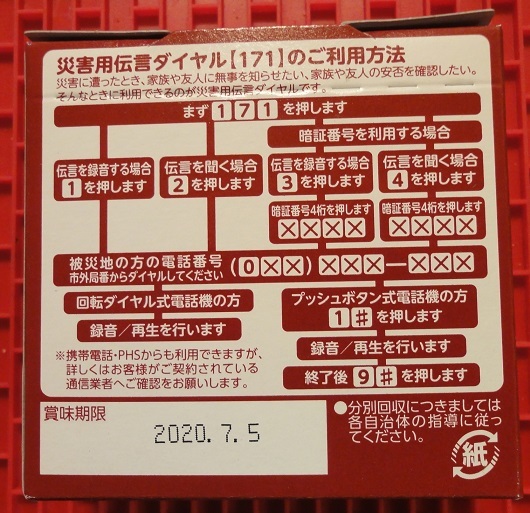 災害用伝言ダイヤル【171】のご利用方法
災害に遭ったとき、家族や友人に無事を知らせたい、家族や友人の安否を確認したい。
そんなときに利用できるのが災害用伝言ダイヤルです。
まず171を押します
暗証番号を利用する場合
伝言を録音する場合
1を押します
伝言を聞く場合
2を押します
伝言を録音する場合
3を押します
伝言を聞く場合
4を押します
暗証番号4桁を押します
××××
暗証番号4桁を押します
××××
被災地の方の電話番号
市外局番からダイヤルしてください
(0××)×××―×××
回転ダイヤル式電話機の方
録音/再生を行います
プッシュボタン式電話機の方
1#を押します
録音/再生を行います
終了後9#を押します
※携帯電話・PHSからも利用できますが、
詳しくはお客様がご契約されている
通信業者へご確認をお願いします。
賞味期限
2020.7.5
●分別回収につきましては
各自治体の指導に従っ
てください。
紙